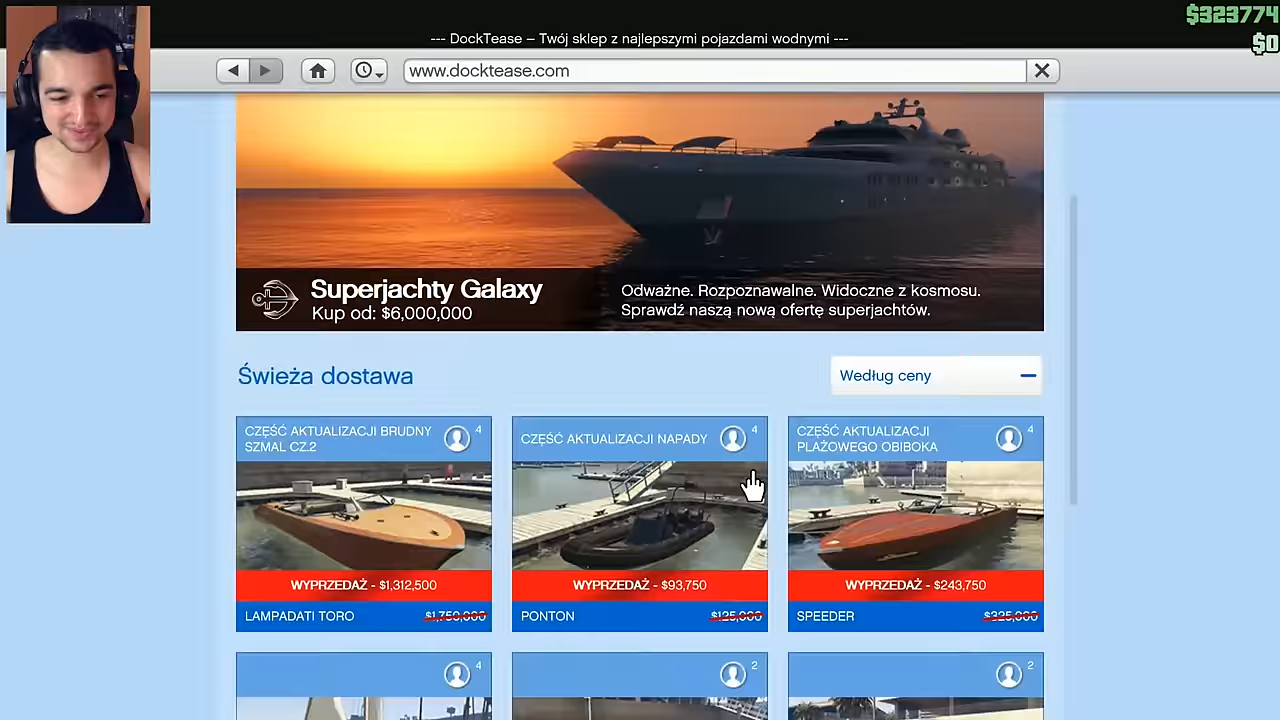 $323774
--- DockTease – Twój sklep z najlepszymi pojazdami wodnymi ---
$0
www.docktease.com
Superjachty Galaxy
Kup od: $6,000,000
Odważne. Rozpoznawalne. Widoczne z kosmosu.
Sprawdź naszą nową ofertę superjachtów.
Świeża dostawa
Według ceny
CZĘŚĆ AKTUALIZACJI BRUDNY
SZMAL CZ.2
4
WYPRZEDAŻ - $1,312,500
LAMPADATI TORO $1,750,000
CZĘŚĆ AKTUALIZACJI NAPADY
4
WYPRZEDAŻ - $93,750
PONTON $125,000
CZĘŚĆ AKTUALIZACJI
PLAŻOWEGO OBIBOKA
4
WYPRZEDAŻ - $243,750
SPEEDER $325,000
4
2
2